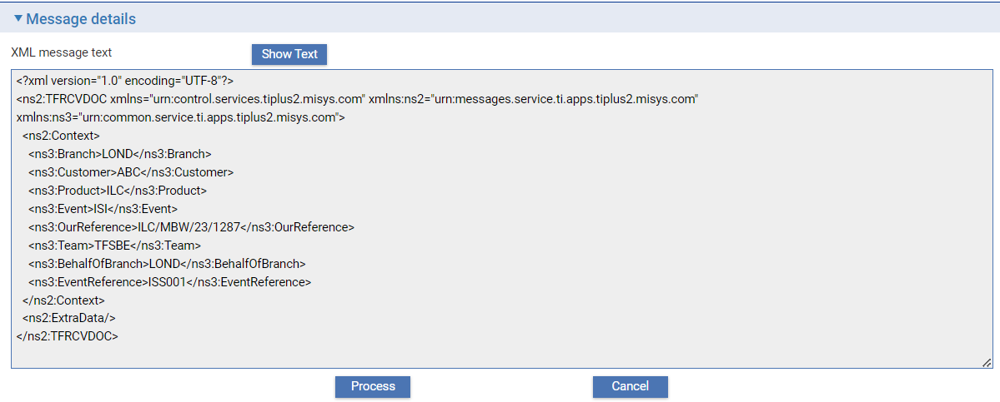 Message details
XML message text
Show Text
<?xml version="1.0" encoding="UTF-8"?>
<ns2:TFRCVDOC xmlns="urn:control.services.tiplus2.misys.com" xmlns:ns2="urn:messages.service.ti.apps.tiplus2.misys.com"
xmlns:ns3="urn:common.service.ti.apps.tiplus2.misys.com">
<ns2:Context>
<ns3:Branch>LOND</ns3:Branch>
<ns3:Customer>ABC</ns3:Customer>
<ns3:Product>ILC</ns3:Product>
<ns3:Event>ISI</ns3:Event>
<ns3:OurReference>ILC/MBW/23/1287</ns3:OurReference>
<ns3:Team>TFSBE</ns3:Team>
<ns3:BehalfOfBranch>LOND</ns3:BehalfOfBranch>
<ns3:EventReference>ISS001</ns3:EventReference>
</ns2:Context>
<ns2:ExtraData/>
</ns2:TFRCVDOC>
Process
Cancel